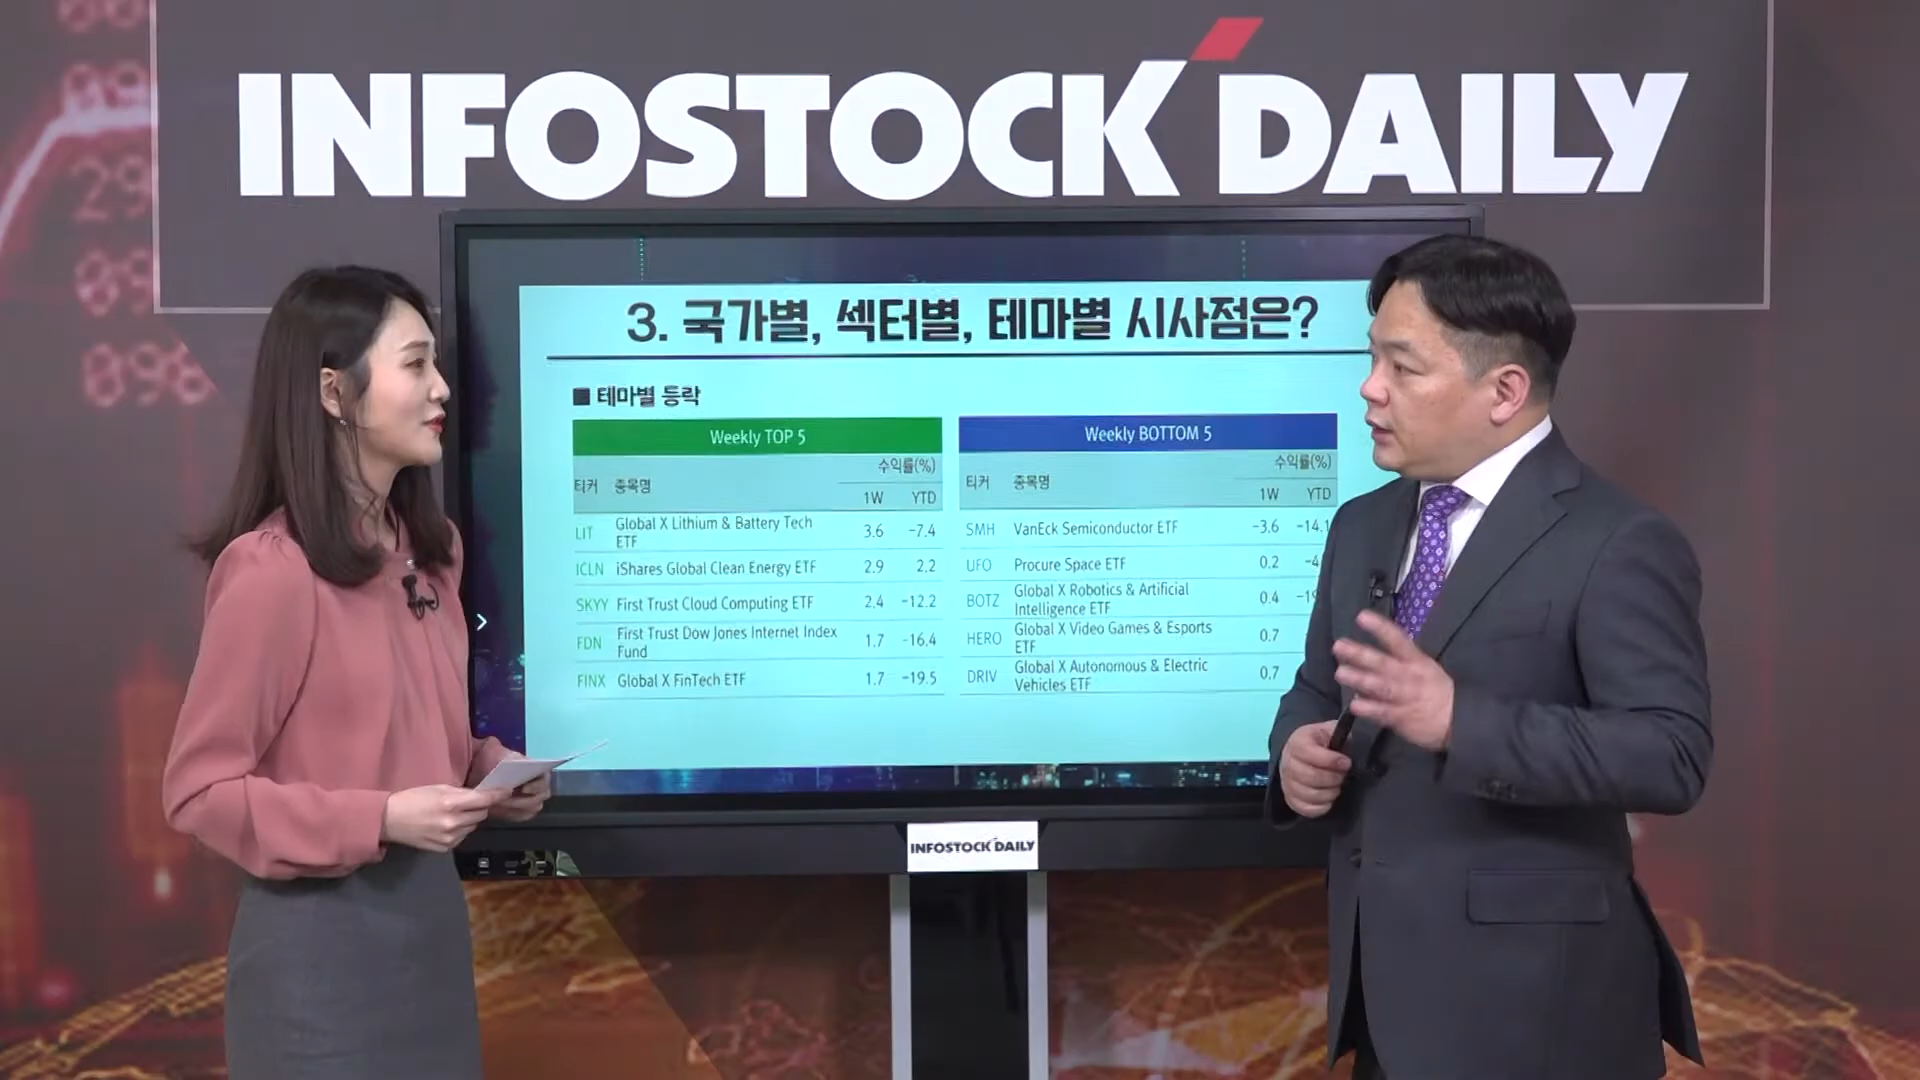 INFOSTOCK DAILY
3. 국가별, 섹터별, 테마별 시사점은?
■ 테마별 등락
Weekly TOP 5
수익률(%)
티커 종목명
1W YTD
LIT Global X Lithium & Battery Tech ETF 3.6 -7.4
ICLN iShares Global Clean Energy ETF 2.9 2.2
SKYY First Trust Cloud Computing ETF 2.4 -12.2
FDN First Trust Dow Jones Internet Index Fund 1.7 -16.4
FINX Global X FinTech ETF 1.7 -19.5
Weekly BOTTOM 5
수익률(%)
티커 종목명
1W YTD
SMH VanEck Semiconductor ETF -3.6 -14.1
UFO Procure Space ETF 0.2
BOTZ Global X Robotics & Artificial Intelligence ETF 0.4
HERO Global X Video Games & Esports ETF 0.7
DRIV Global X Autonomous & Electric Vehicles ETF 0.7
INFOSTOCK DAILY